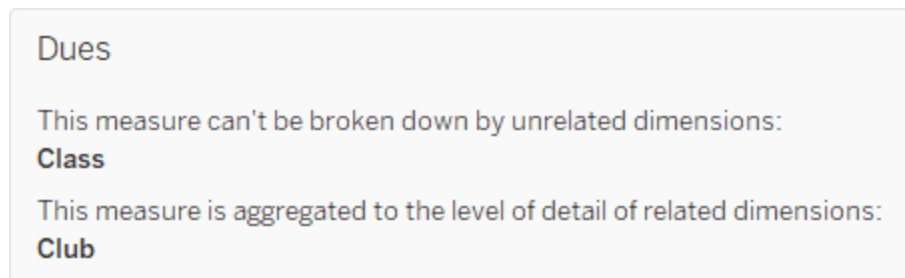 Dues
This measure can't be broken down by unrelated dimensions:
Class
This measure is aggregated to the level of detail of related dimensions:
Club